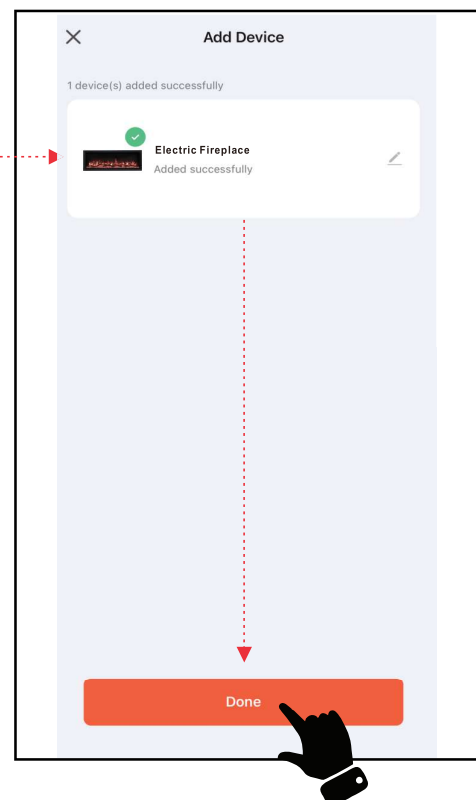 Add Device
1 device(s) added successfully
Electric Fireplace
Added successfully
Done